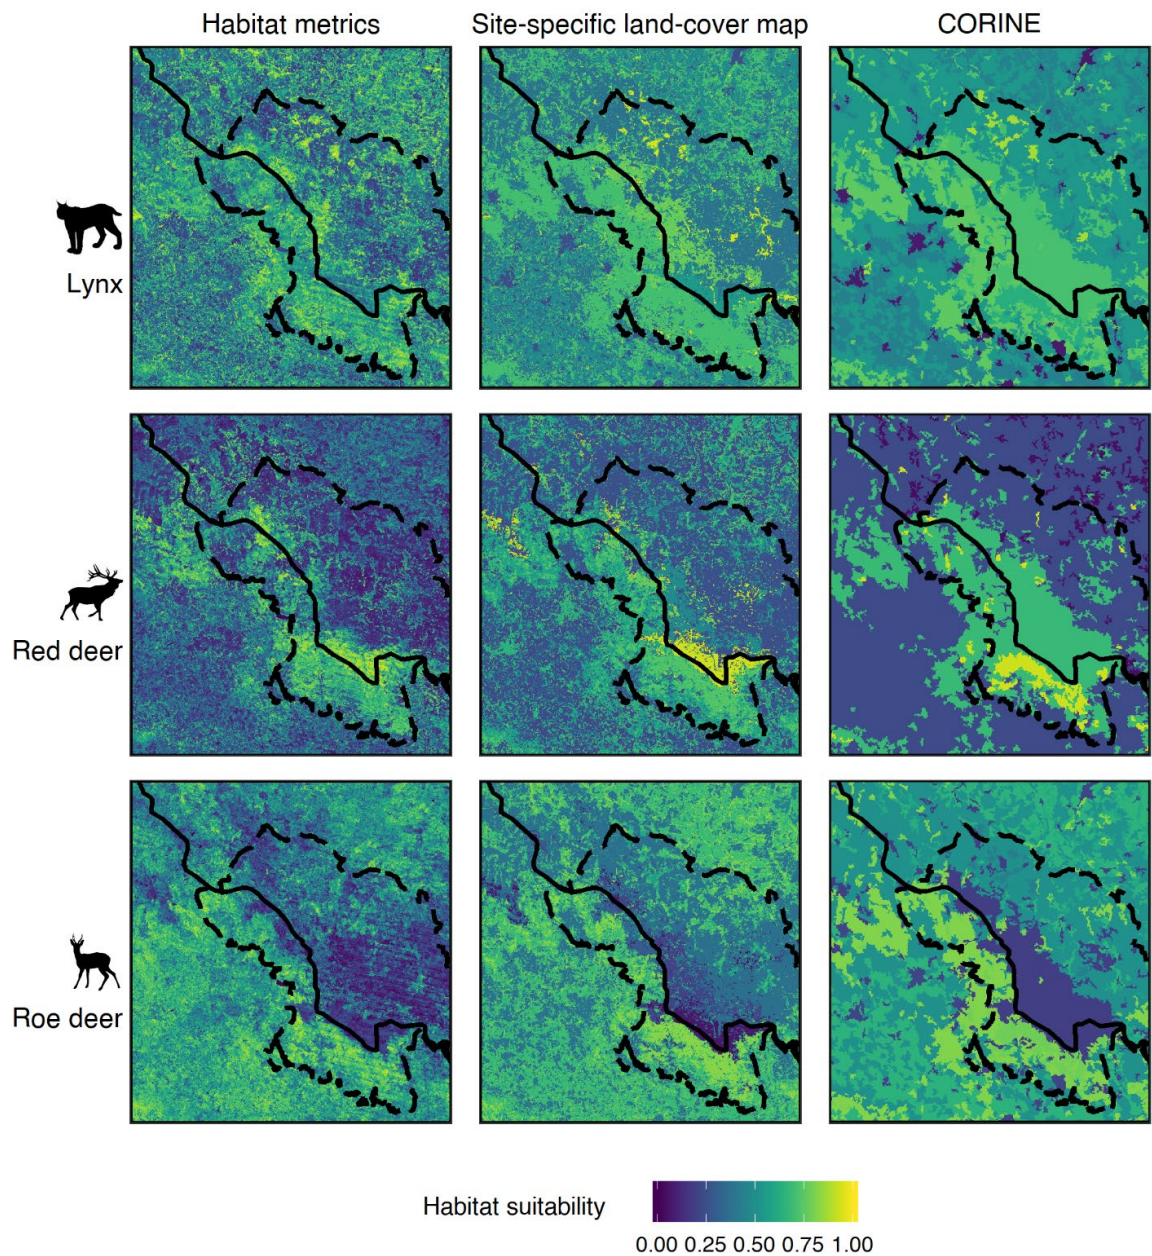 Habitat metrics Site-specific land-cover map CORINE
Lynx
Red deer
Roe deer
Habitat suitability
0.00 0.25 0.50 0.75 1.00